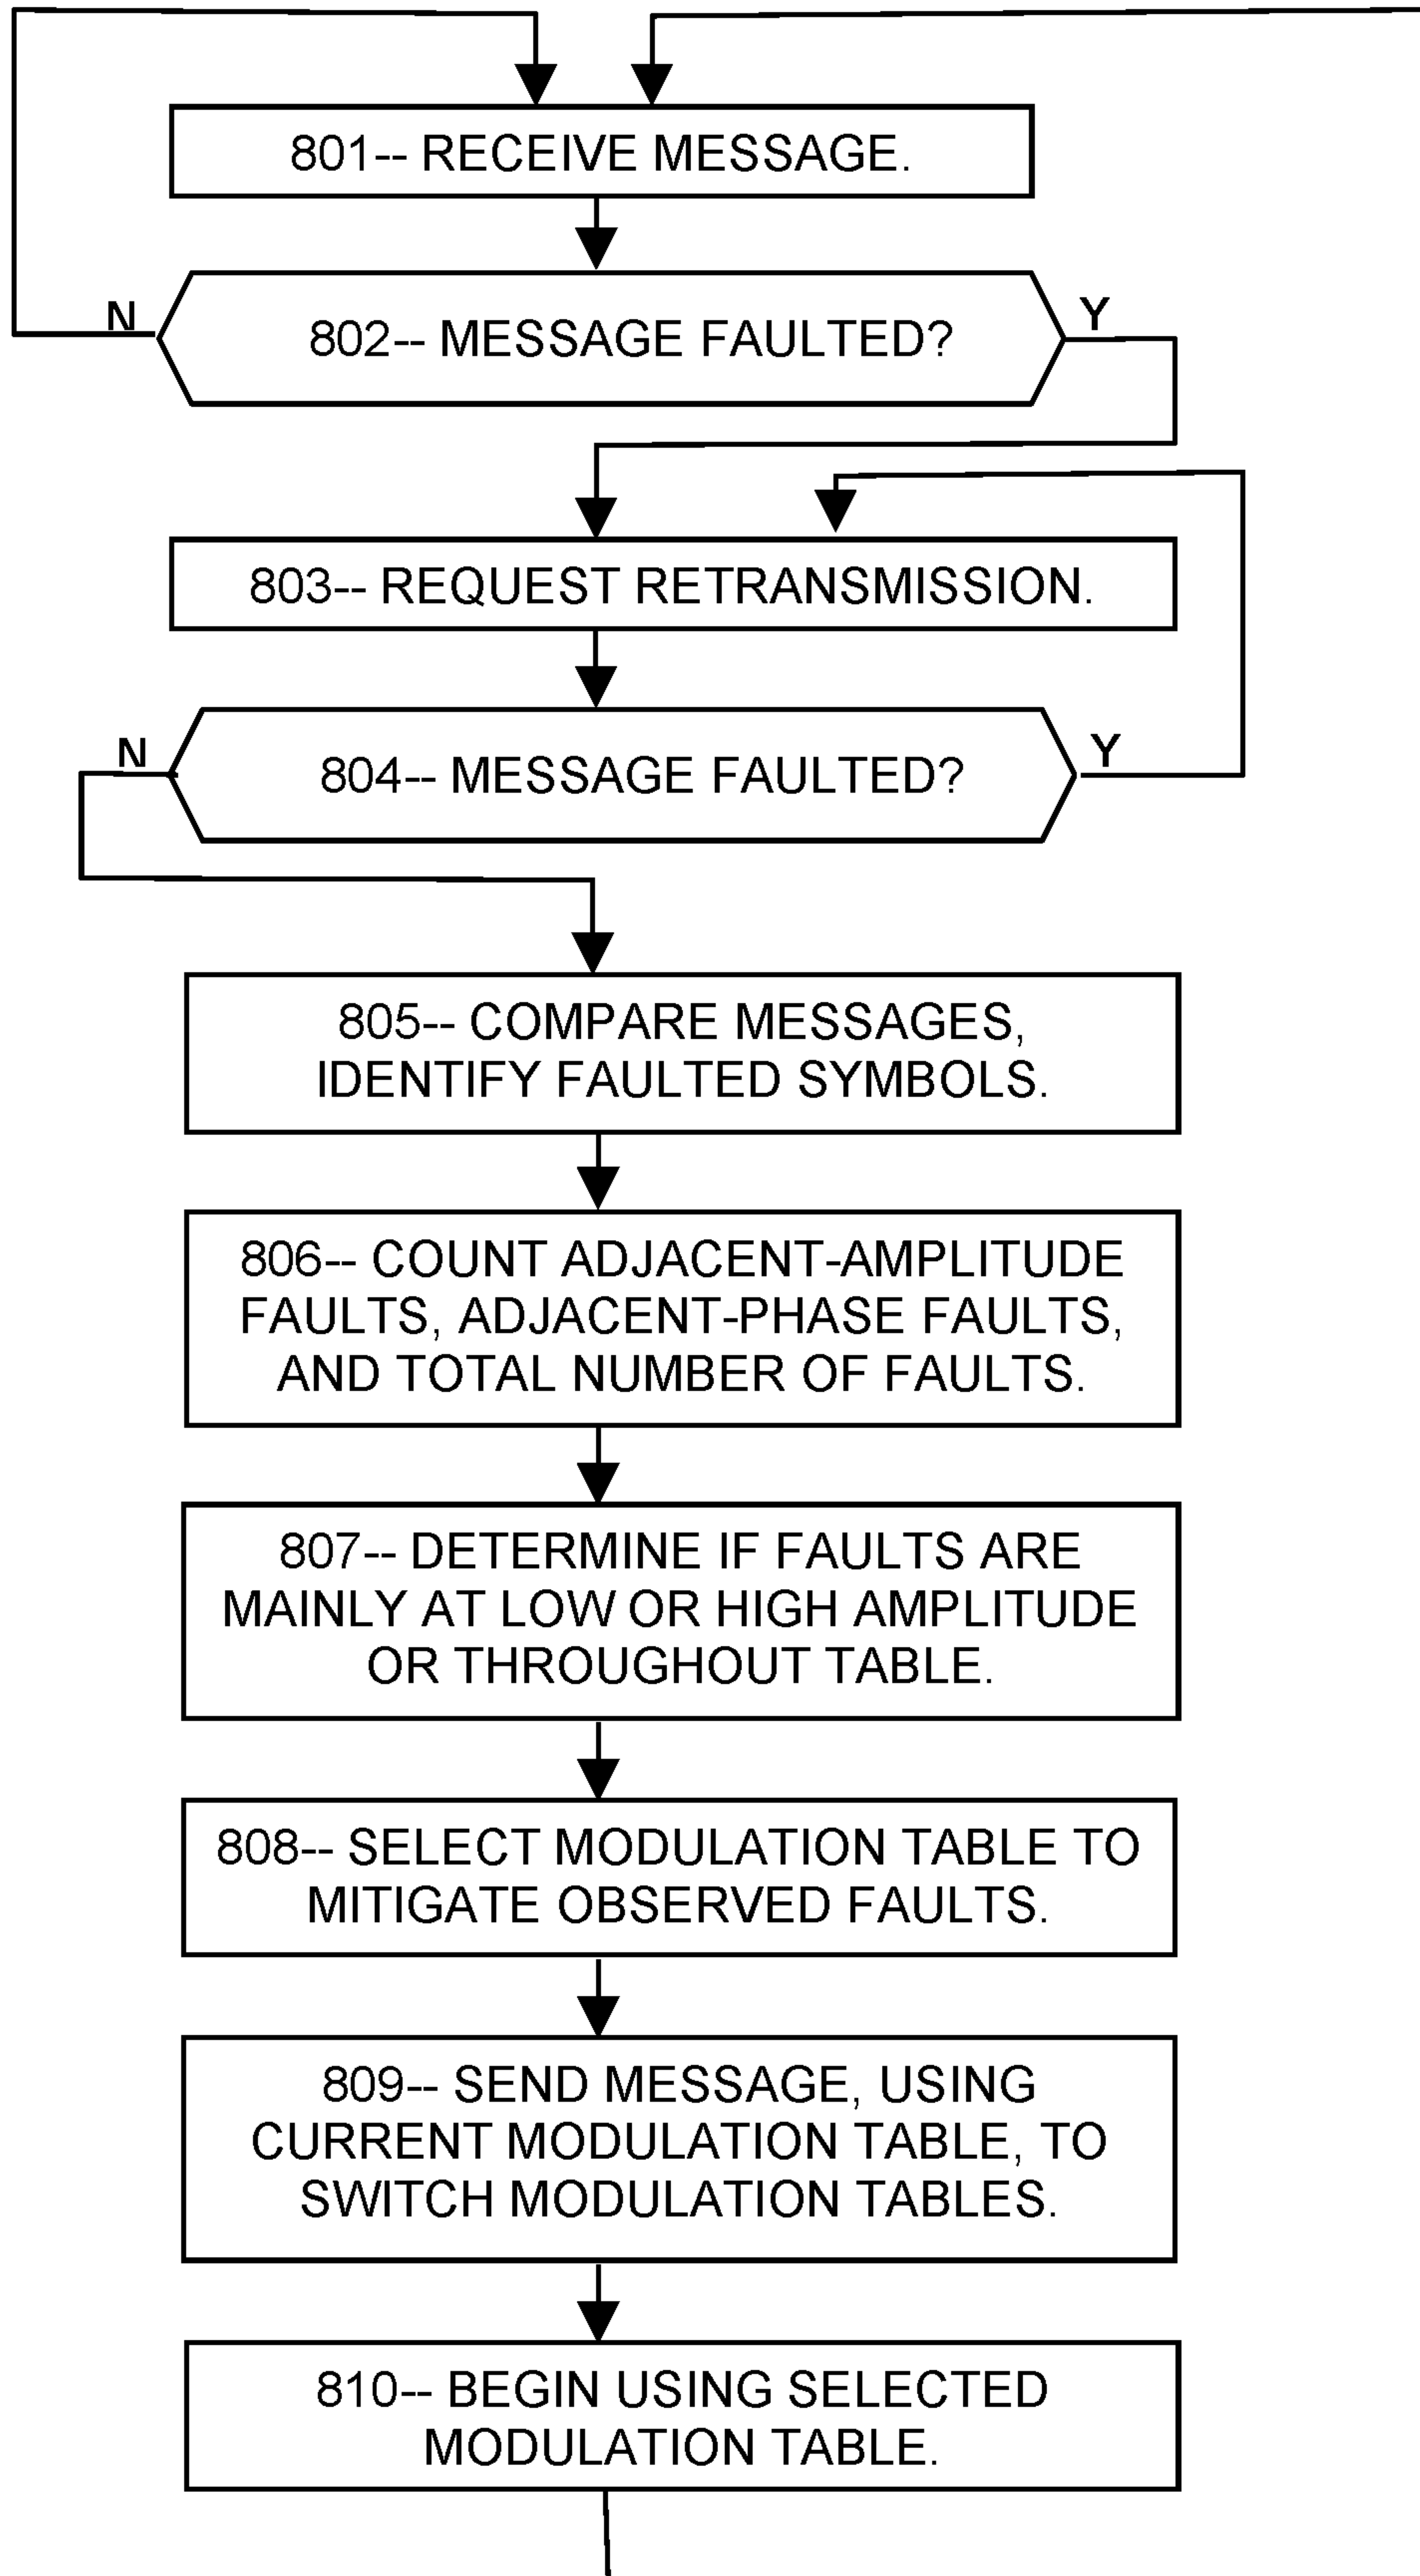 801-- RECEIVE MESSAGE.
N
802-- MESSAGE FAULTED?
Y
803-- REQUEST RETRANSMISSION.
N
804-- MESSAGE FAULTED?
Y
805-- COMPARE MESSAGES,
IDENTIFY FAULTED SYMBOLS.
806-- COUNT ADJACENT-AMPLITUDE
FAULTS, ADJACENT-PHASE FAULTS,
AND TOTAL NUMBER OF FAULTS.
807-- DETERMINE IF FAULTS ARE
MAINLY AT LOW OR HIGH AMPLITUDE
OR THROUGHOUT TABLE.
808-- SELECT MODULATION TABLE TO
MITIGATE OBSERVED FAULTS.
809-- SEND MESSAGE, USING
CURRENT MODULATION TABLE, TO
SWITCH MODULATION TABLES.
810-- BEGIN USING SELECTED
MODULATION TABLE.